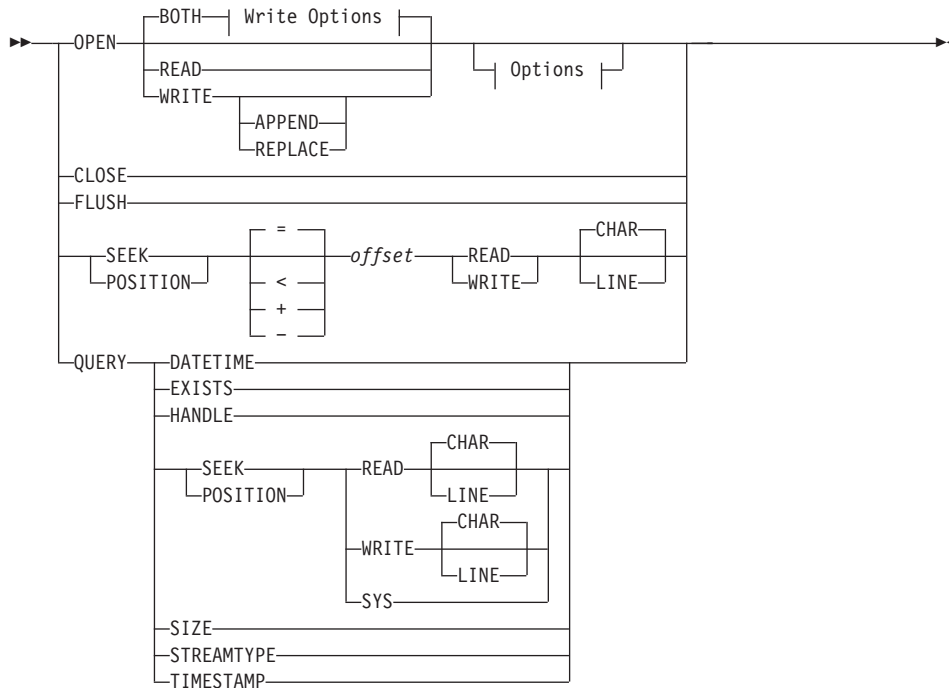 BOTH Write Options
OPEN
READ Options
WRITE
APPEND
REPLACE
CLOSE
FLUSH
= CHAR
SEEK offset READ
POSITION < WRITE LINE
+
−
QUERY DATETIME
EXISTS
HANDLE
CHAR
SEEK READ
POSITION LINE
CHAR
WRITE
LINE
SYS
SIZE
STREAMTYPE
TIMESTAMP